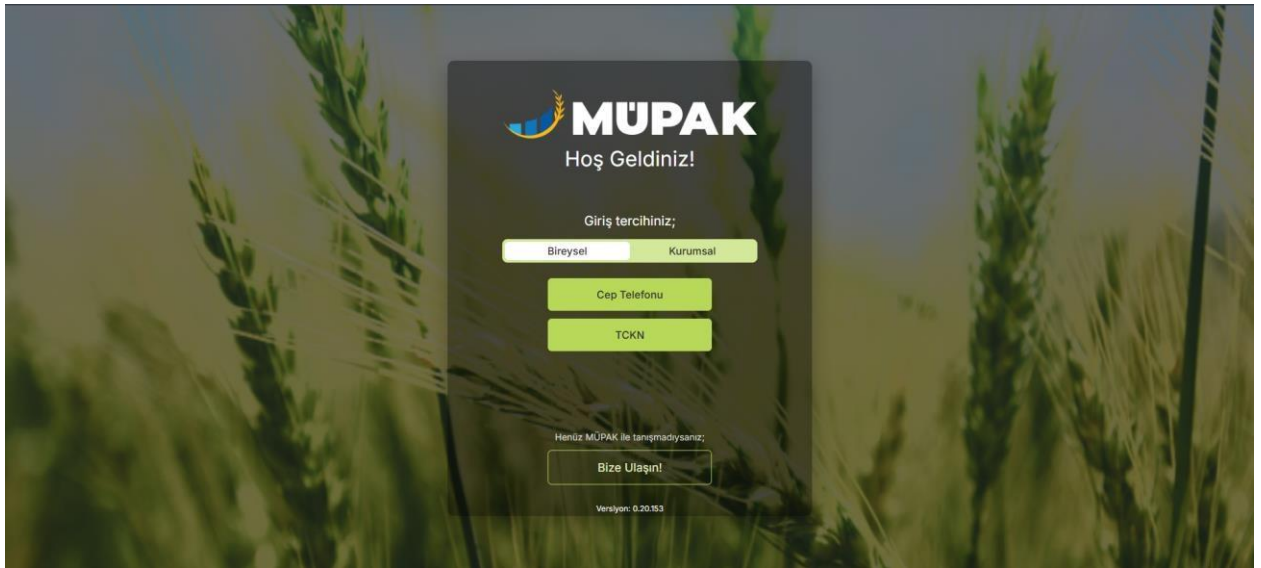 MÜPAK
Hoş Geldiniz!
Giriş tercihiniz;
Bireysel Kurumsal
Cep Telefonu
TCKN
Henüz MÜPAK ile tanışmadıysanız;
Bize Ulaşın!
Versiyon: 0.20.153